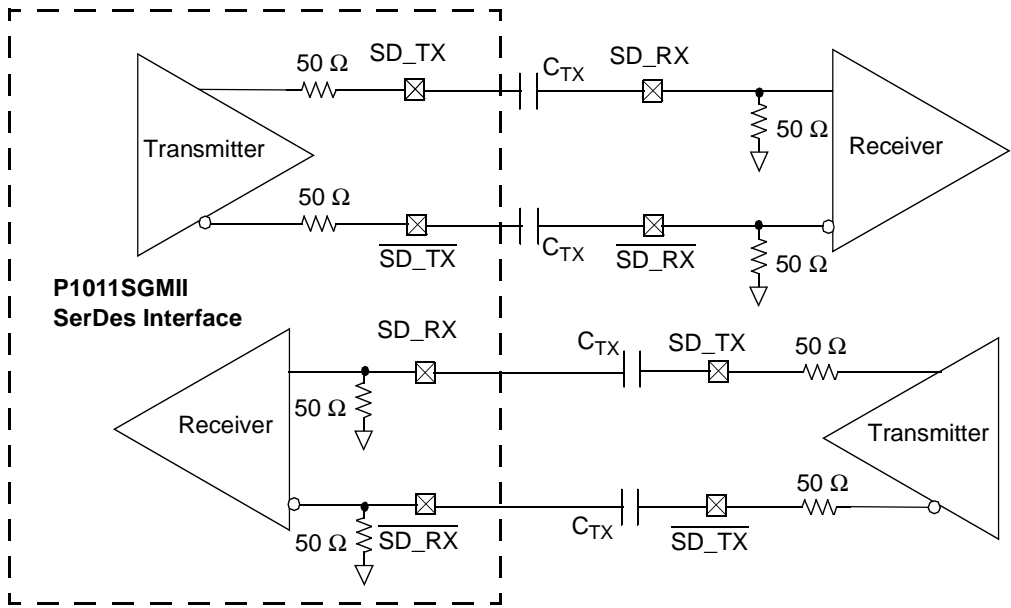 50 Ω
SD_TX
C_TX
SD_RX
50 Ω
Transmitter
Receiver
50 Ω
SD_TX
C_TX
SD_RX
50 Ω
P1011SGMII
SerDes Interface
SD_RX
C_TX
SD_TX
50 Ω
50 Ω
Receiver
Transmitter
50 Ω
50 Ω
SD_RX
C_TX
SD_TX